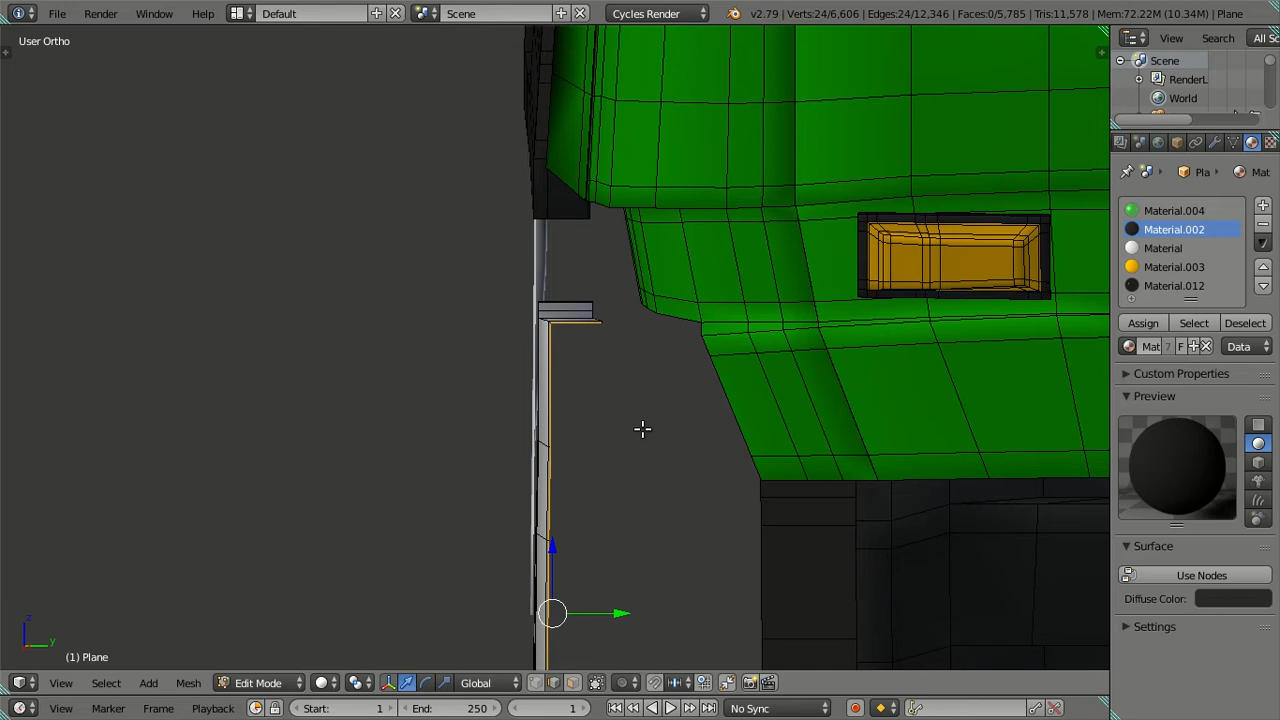 File Render Window Help Default Scene Cycles Render v2.79 | Verts:24/6,606 | Edges:24/12,346 | Faces:0/5,785 | Tris:11,578 | Mem:72.22M (10.34M) | Plane
User Ortho
View Search All Sc
Scene
RenderL
World
Pla Mat
Material.004
Material.002
Material
Material.003
Material.012
Assign Select Deselect
Mat 7 F Data
Custom Properties
Preview
Surface
Use Nodes
Diffuse Color:
Settings
z
y
(1) Plane
View Select Add Mesh Edit Mode Global
View Marker Frame Playback Start: 1 End: 250 1 No Sync